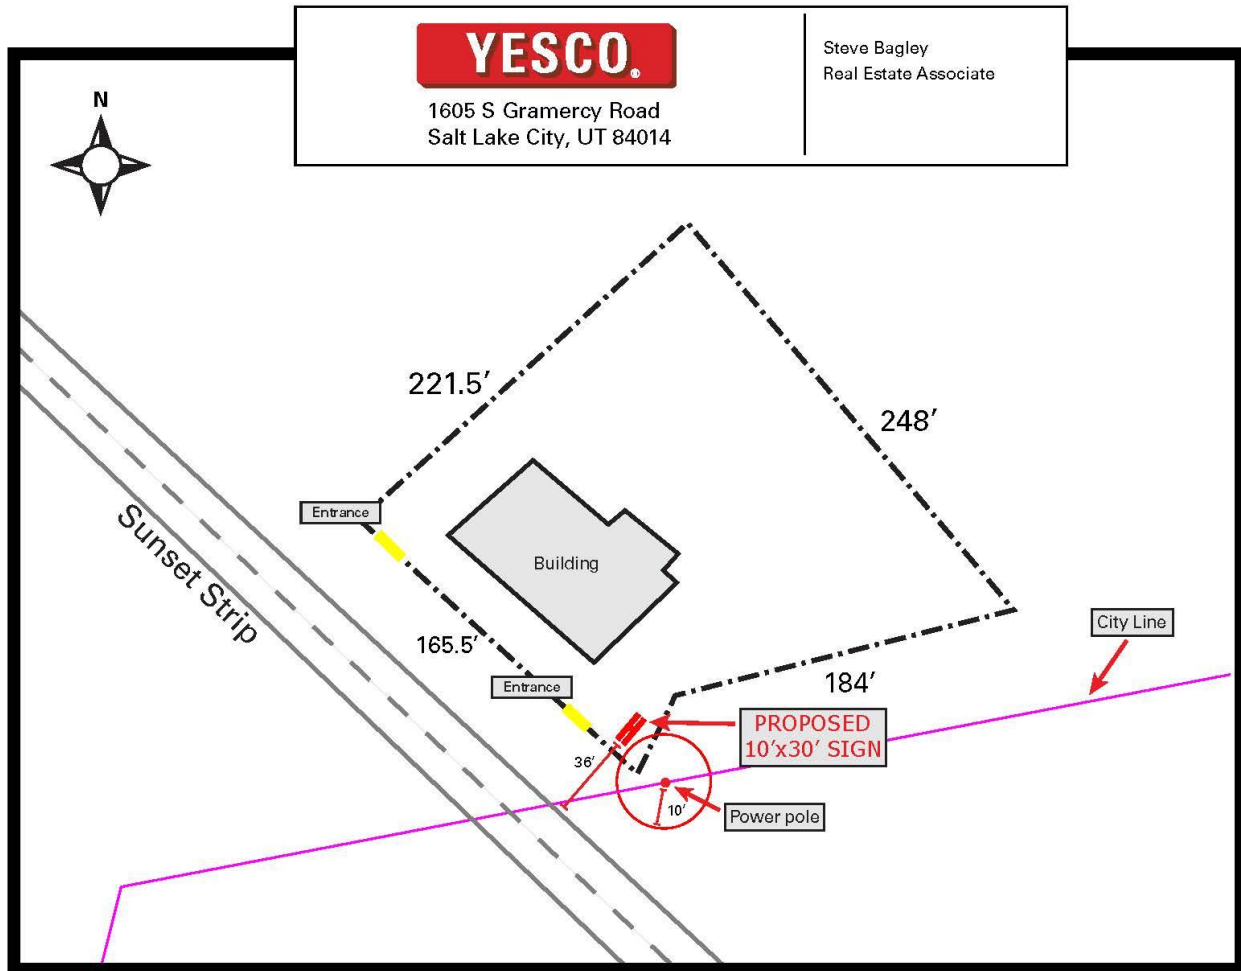 YESCO®
1605 S Gramercy Road
Salt Lake City, UT 84014
Steve Bagley
Real Estate Associate
N
221.5’
248’
Entrance
Building
Sunset Strip
165.5’
City Line
Entrance
184’
PROPOSED
10’x30’ SIGN
36’
10’
Power pole